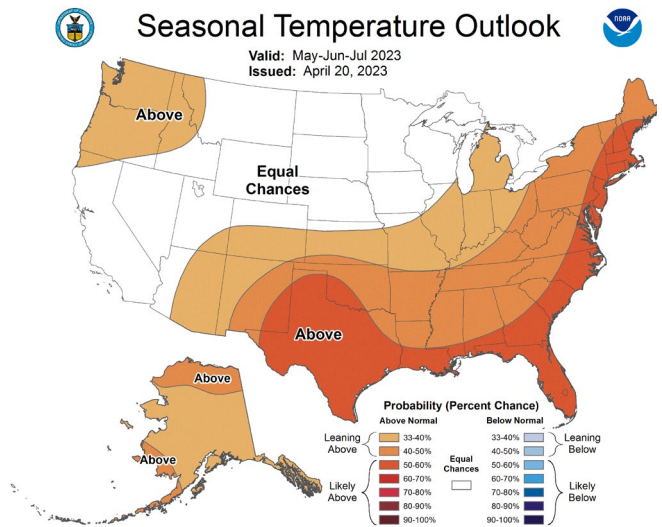 Seasonal Temperature Outlook
NOAA
Valid: May-Jun-Jul 2023
Issued: April 20, 2023
Above
Equal
Chances
Above
Above
Above
Probability (Percent Chance)
Above Normal
Below Normal
Leaning
Above
33-40%
40-50%
Likely
Above
50-60%
60-70%
70-80%
80-90%
90-100%
Equal
Chances
33-40%
40-50%
Leaning
Below
50-60%
60-70%
70-80%
80-90%
90-100%
Likely
Below